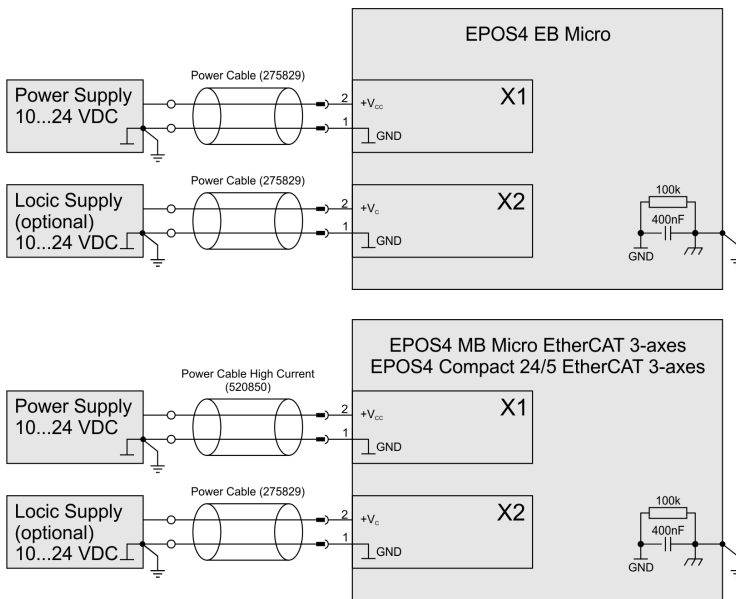 EPOS4 EB Micro
Power Cable (275829)
Power Supply
10...24 VDC
2
+Vcc
X1
1
GND
Power Cable (275829)
Locic Supply
(optional)
10...24 VDC
2
+Vc
X2
1
GND
100k
400nF
GND
EPOS4 MB Micro EtherCAT 3-axes
EPOS4 Compact 24/5 EtherCAT 3-axes
Power Cable High Current
(520850)
Power Supply
10...24 VDC
2
+Vcc
X1
1
GND
Power Cable (275829)
Locic Supply
(optional)
10...24 VDC
2
+Vc
X2
1
GND
100k
400nF
GND